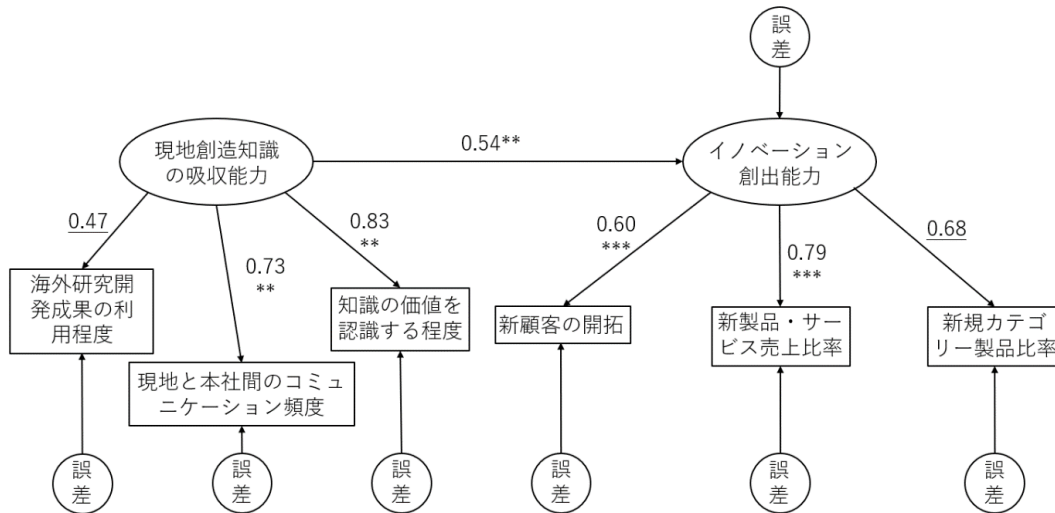 誤
差
現地創造知識
の吸収能力
0.54**
イノベーション
創出能力
0.47
0.73
**
0.83
**
0.60
***
0.79
***
0.68
海外研究開
発成果の利
用程度
現地と本社間のコミュ
ニケーション頻度
知識の価値を
認識する程度
新顧客の開拓
新製品・サー
ビス売上比率
新規カテゴ
リー製品比率
誤
差
誤
差
誤
差
誤
差
誤
差
誤
差